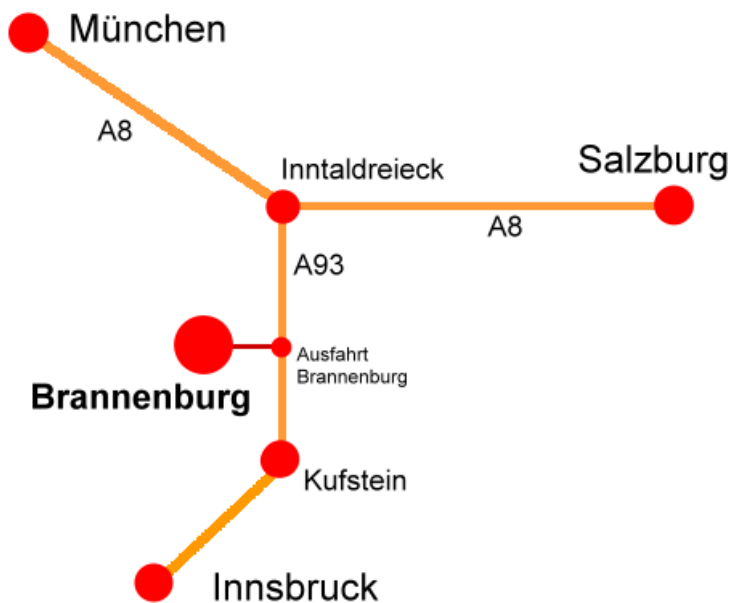 München
A8
Inntaldreieck
Salzburg
A8
A93
Ausfahrt
Brannenburg
Brannenburg
Kufstein
Innsbruck